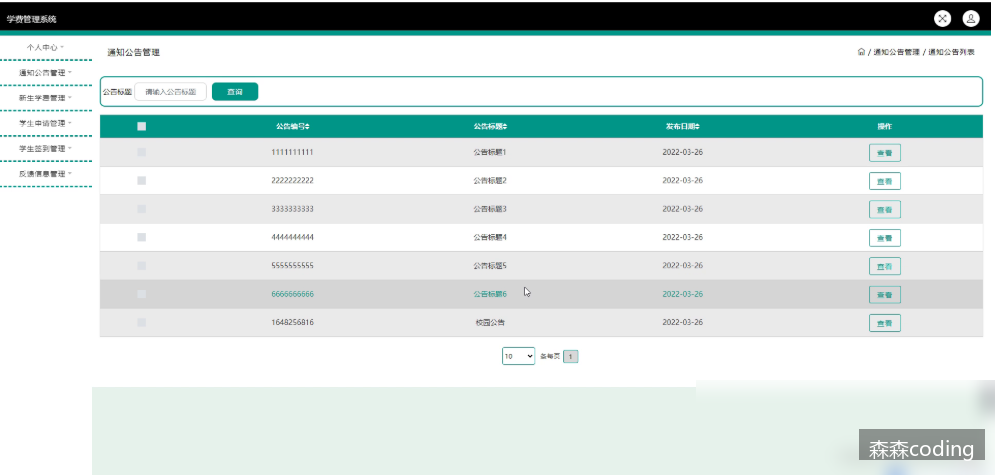 学费管理系统
个人中心
通知公告管理
新生学费管理
学生申请管理
学生签到管理
反馈信息管理
通知公告管理
/ 通知公告管理 / 通知公告列表
公告标题 请输入公告标题 查询
公告编号 公告标题 发布日期 操作
1111111111 公告标题1 2022-03-26 查看
2222222222 公告标题2 2022-03-26 查看
3333333333 公告标题3 2022-03-26 查看
4444444444 公告标题4 2022-03-26 查看
5555555555 公告标题5 2022-03-26 查看
6666666666 公告标题6 2022-03-26 查看
1648256816 校园公告 2022-03-26 查看
10 条每页 1
森森coding